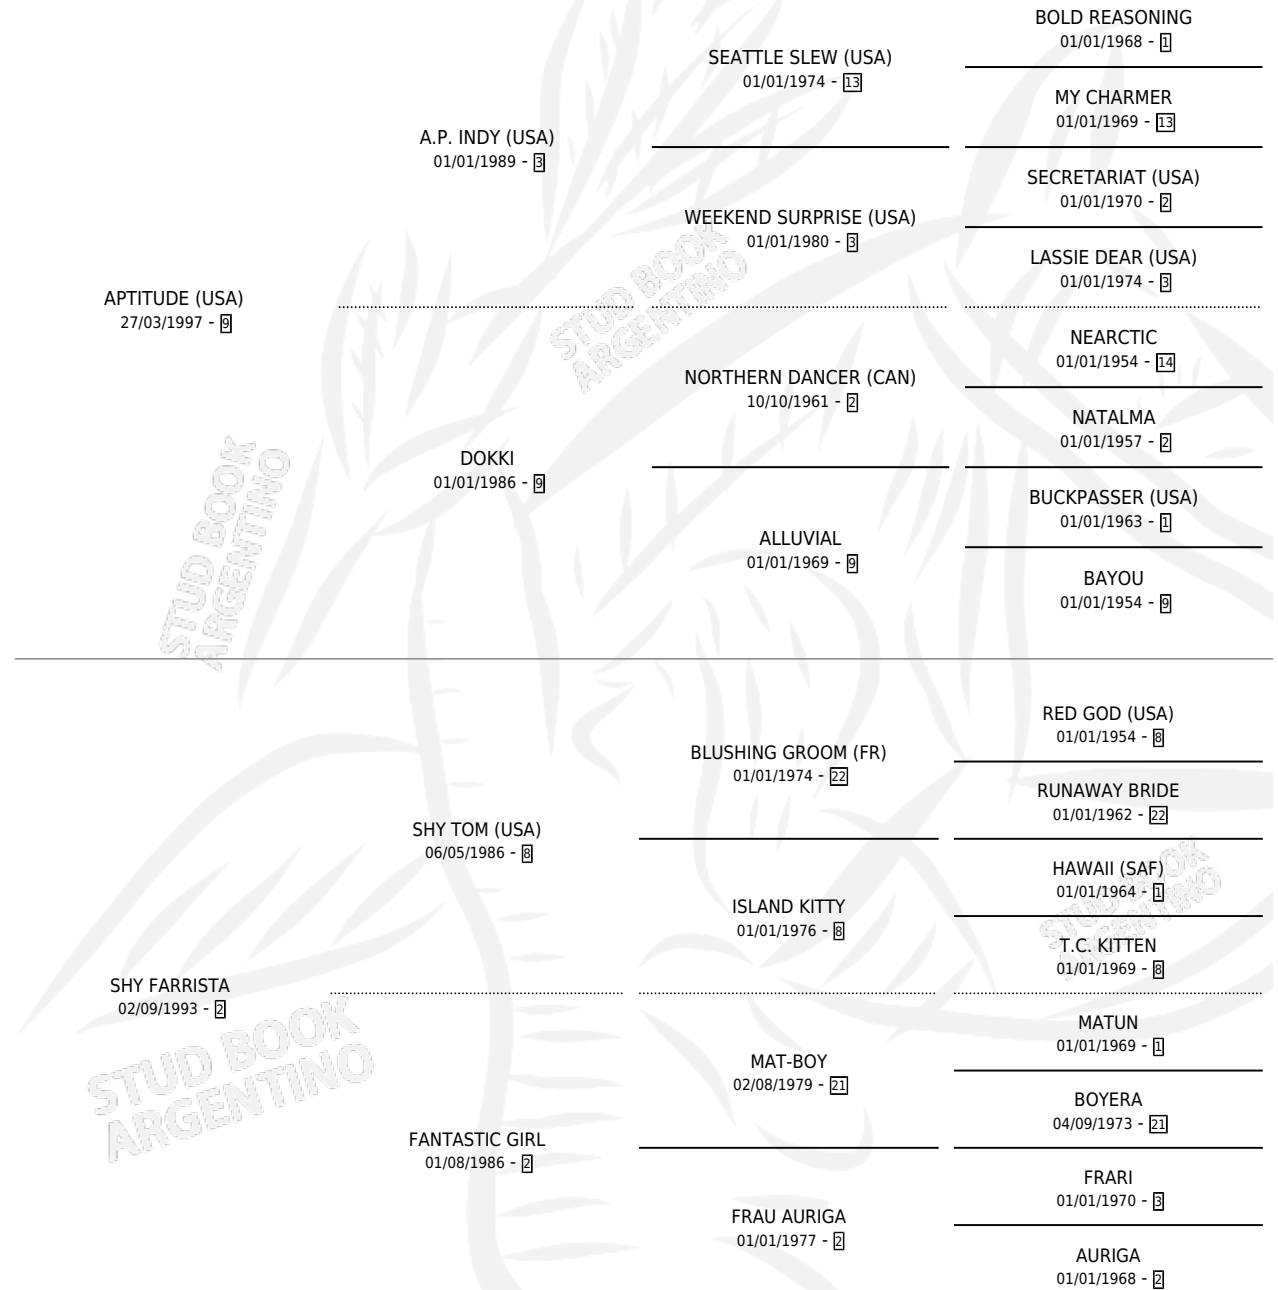 BOLD REASONING
01/01/1968 - 1
SEATTLE SLEW (USA)
01/01/1974 - 13
MY CHARMER
01/01/1969 - 13
A.P. INDY (USA)
01/01/1989 - 3
SECRETARIAT (USA)
01/01/1970 - 2
WEEKEND SURPRISE (USA)
01/01/1980 - 3
LASSIE DEAR (USA)
01/01/1974 - 3
APTITUDE (USA)
27/03/1997 - 9
NEARCTIC
01/01/1954 - 14
NORTHERN DANCER (CAN)
10/10/1961 - 2
NATALMA
01/01/1957 - 2
DOKKI
01/01/1986 - 9
BUCKPASSER (USA)
01/01/1963 - 1
ALLUVIAL
01/01/1969 - 9
BAYOU
01/01/1954 - 9
RED GOD (USA)
01/01/1954 - 8
BLUSHING GROOM (FR)
01/01/1974 - 22
RUNAWAY BRIDE
01/01/1962 - 22
SHY TOM (USA)
06/05/1986 - 8
HAWAII (SAF)
01/01/1964 - 1
ISLAND KITTY
01/01/1976 - 8
T.C. KITTEN
01/01/1969 - 8
SHY FARRISTA
02/09/1993 - 2
MATUN
01/01/1969 - 1
MAT-BOY
02/08/1979 - 21
BOYERA
04/09/1973 - 21
FANTASTIC GIRL
01/08/1986 - 2
FRARI
01/01/1970 - 3
FRAU AURIGA
01/01/1977 - 2
AURIGA
01/01/1968 - 2
STUD BOOK
ARGENTINO
STUD BOOK
ARGENTINO
STUD BOOK
ARGENTINO
STUD BOOK
ARGENTINO